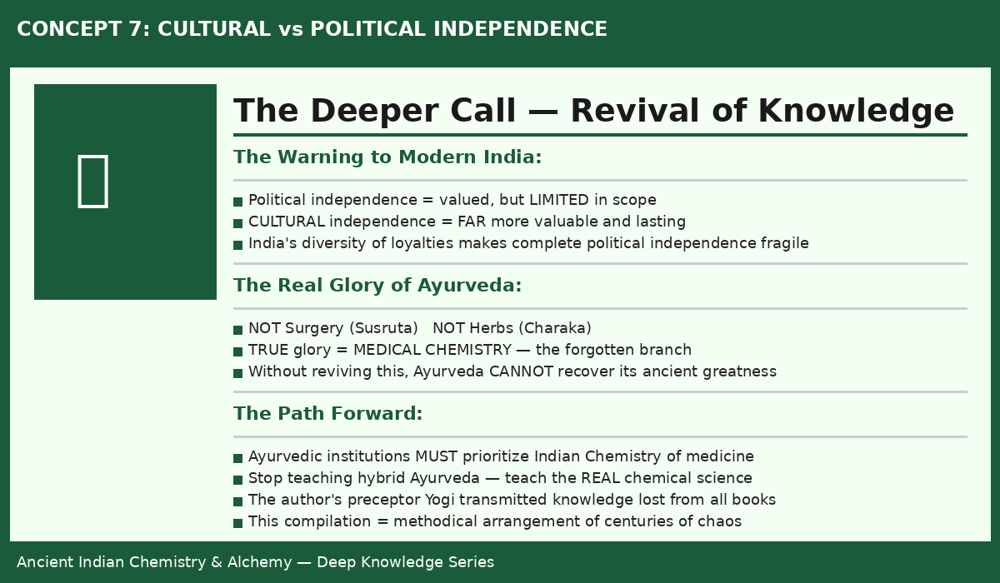 CONCEPT 7: CULTURAL vs POLITICAL INDEPENDENCE
The Deeper Call — Revival of Knowledge
The Warning to Modern India:
Political independence = valued, but LIMITED in scope
CULTURAL independence = FAR more valuable and lasting
India's diversity of loyalties makes complete political independence fragile
The Real Glory of Ayurveda:
NOT Surgery (Susruta)   NOT Herbs (Charaka)
TRUE glory = MEDICAL CHEMISTRY — the forgotten branch
Without reviving this, Ayurveda CANNOT recover its ancient greatness
The Path Forward:
Ayurvedic institutions MUST prioritize Indian Chemistry of medicine
Stop teaching hybrid Ayurveda — teach the REAL chemical science
The author's preceptor Yogi transmitted knowledge lost from all books
This compilation = methodical arrangement of centuries of chaos
Ancient Indian Chemistry & Alchemy — Deep Knowledge Series